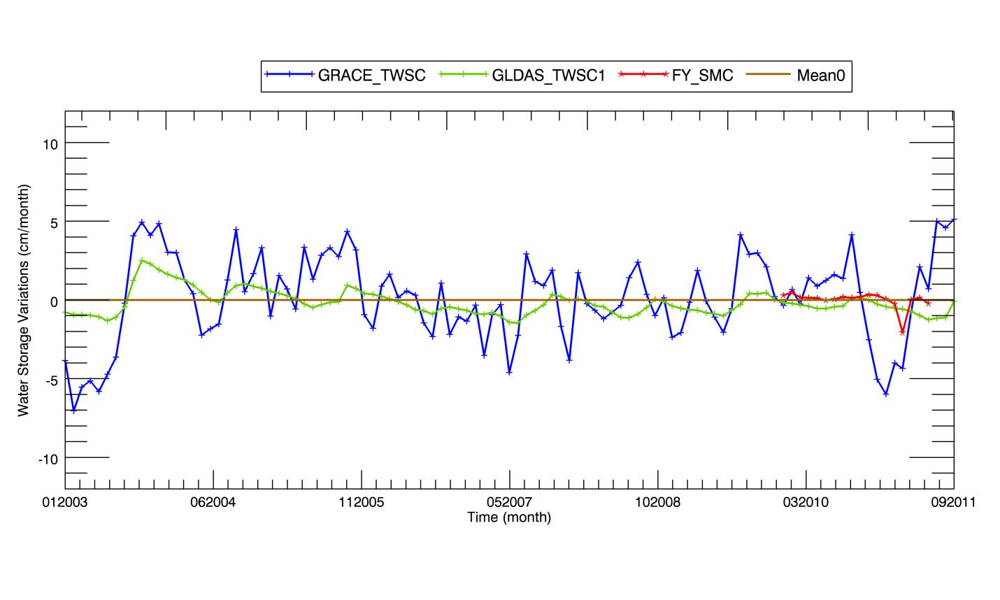 GRACE_TWSC GLDAS_TWSC1 FY_SMC Mean0
Water Storage Variations (cm/month)
10
5
0
-5
-10
012003 062004 112005 052007 102008 032010 092011
Time (month)